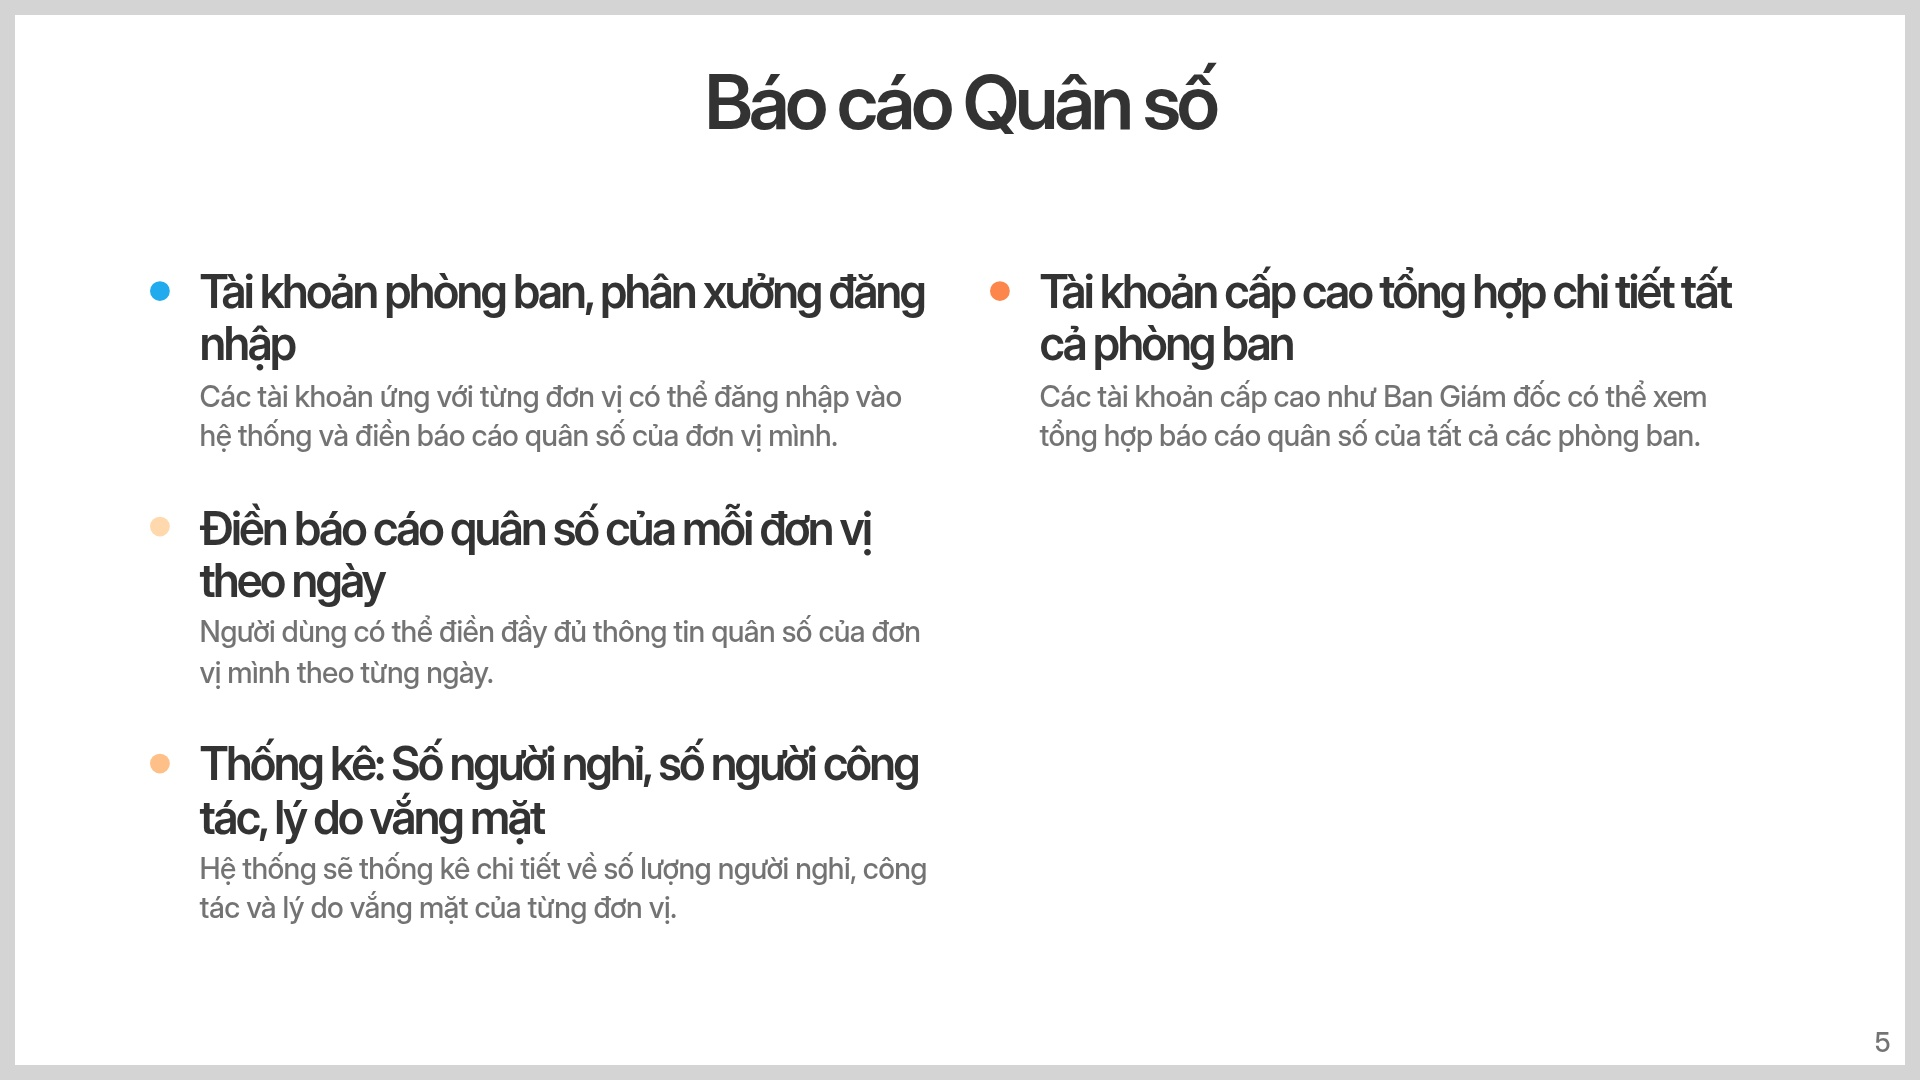 Báo cáo Quân số
Tài khoản phòng ban, phân xưởng đăng
nhập
Các tài khoản ứng với từng đơn vị có thể đăng nhập vào
hệ thống và điền báo cáo quân số của đơn vị mình.
Điền báo cáo quân số của mỗi đơn vị
theo ngày
Người dùng có thể điền đầy đủ thông tin quân số của đơn
vị mình theo từng ngày.
Thống kê: Số người nghỉ, số người công
tác, lý do vắng mặt
Hệ thống sẽ thống kê chi tiết về số lượng người nghỉ, công
tác và lý do vắng mặt của từng đơn vị.
Tài khoản cấp cao tổng hợp chi tiết tất
cả phòng ban
Các tài khoản cấp cao như Ban Giám đốc có thể xem
tổng hợp báo cáo quân số của tất cả các phòng ban.
5